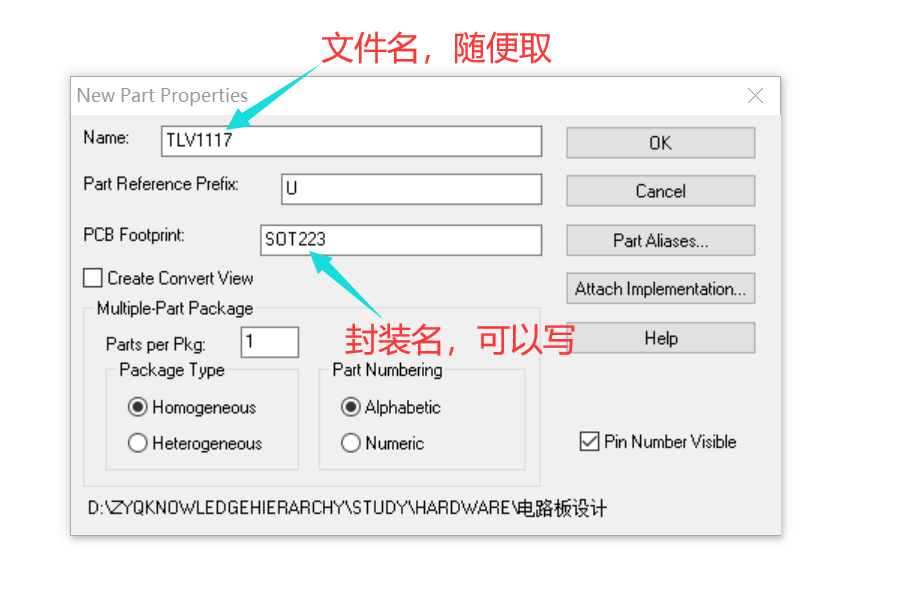 文件名，随便取
New Part Properties
Name:
TLV1117
OK
Part Reference Prefix:
U
Cancel
PCB Footprint:
SOT223
Part Aliases...
Create Convert View
Attach Implementation...
Multiple-Part Package
Parts per Pkg:
1
封装名，可以写
Help
Package Type
Part Numbering
Homogeneous
Alphabetic
Heterogeneous
Numeric
Pin Number Visible
D:\ZYQKNOWLEDGEHIERARCHY\STUDY\HARDWARE\电路板设计